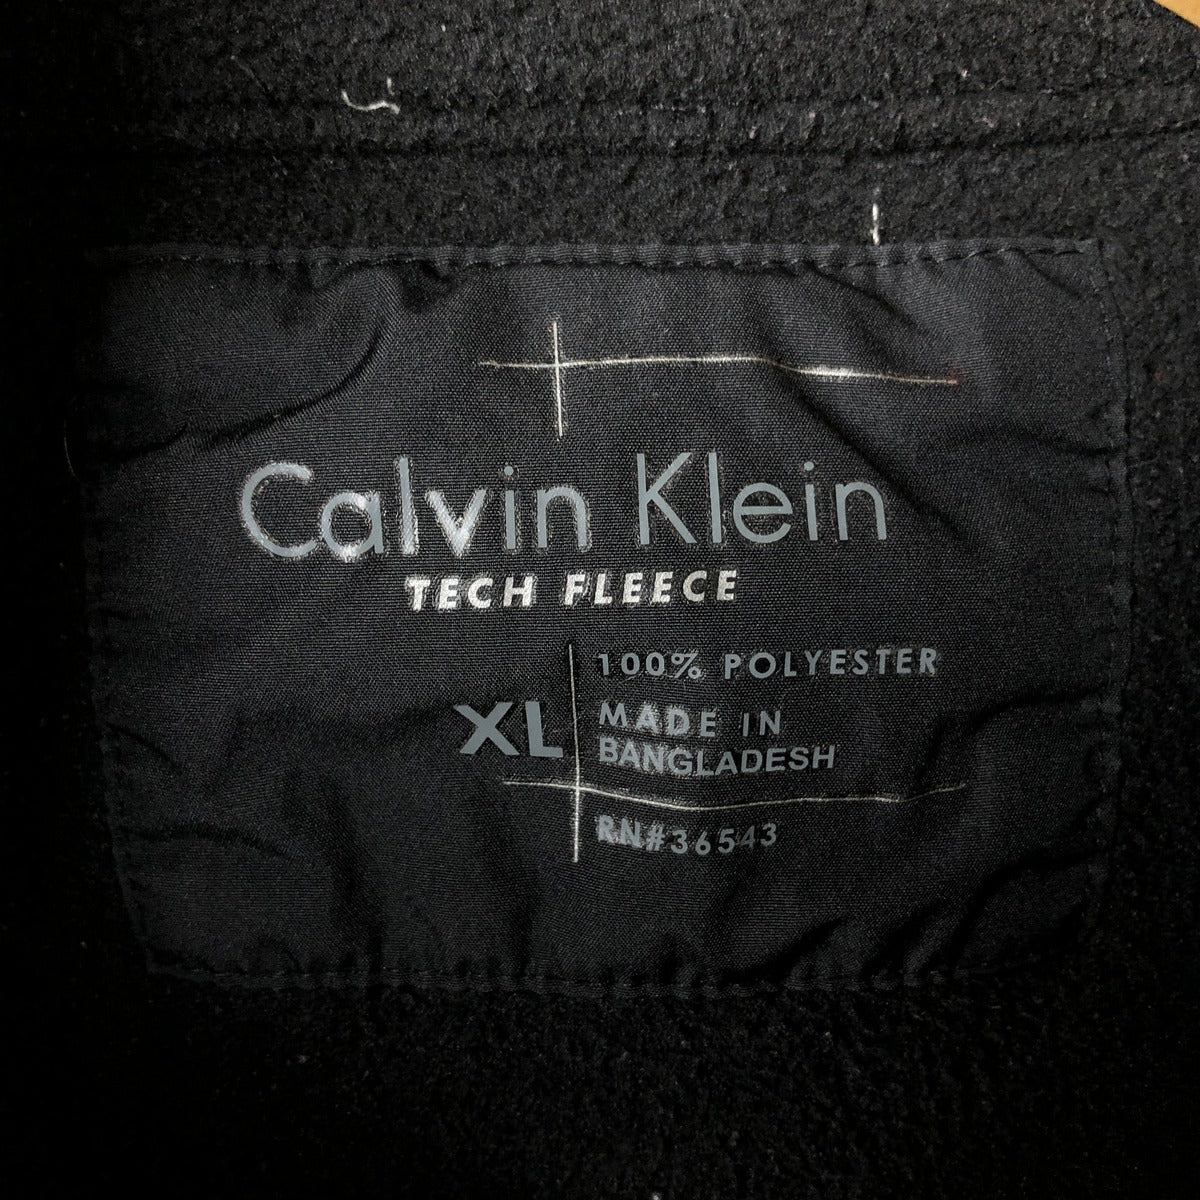 Calvin Klein
TECH FLEECE
100% POLYESTER
XL
MADE IN
BANGLADESH
RN#36543